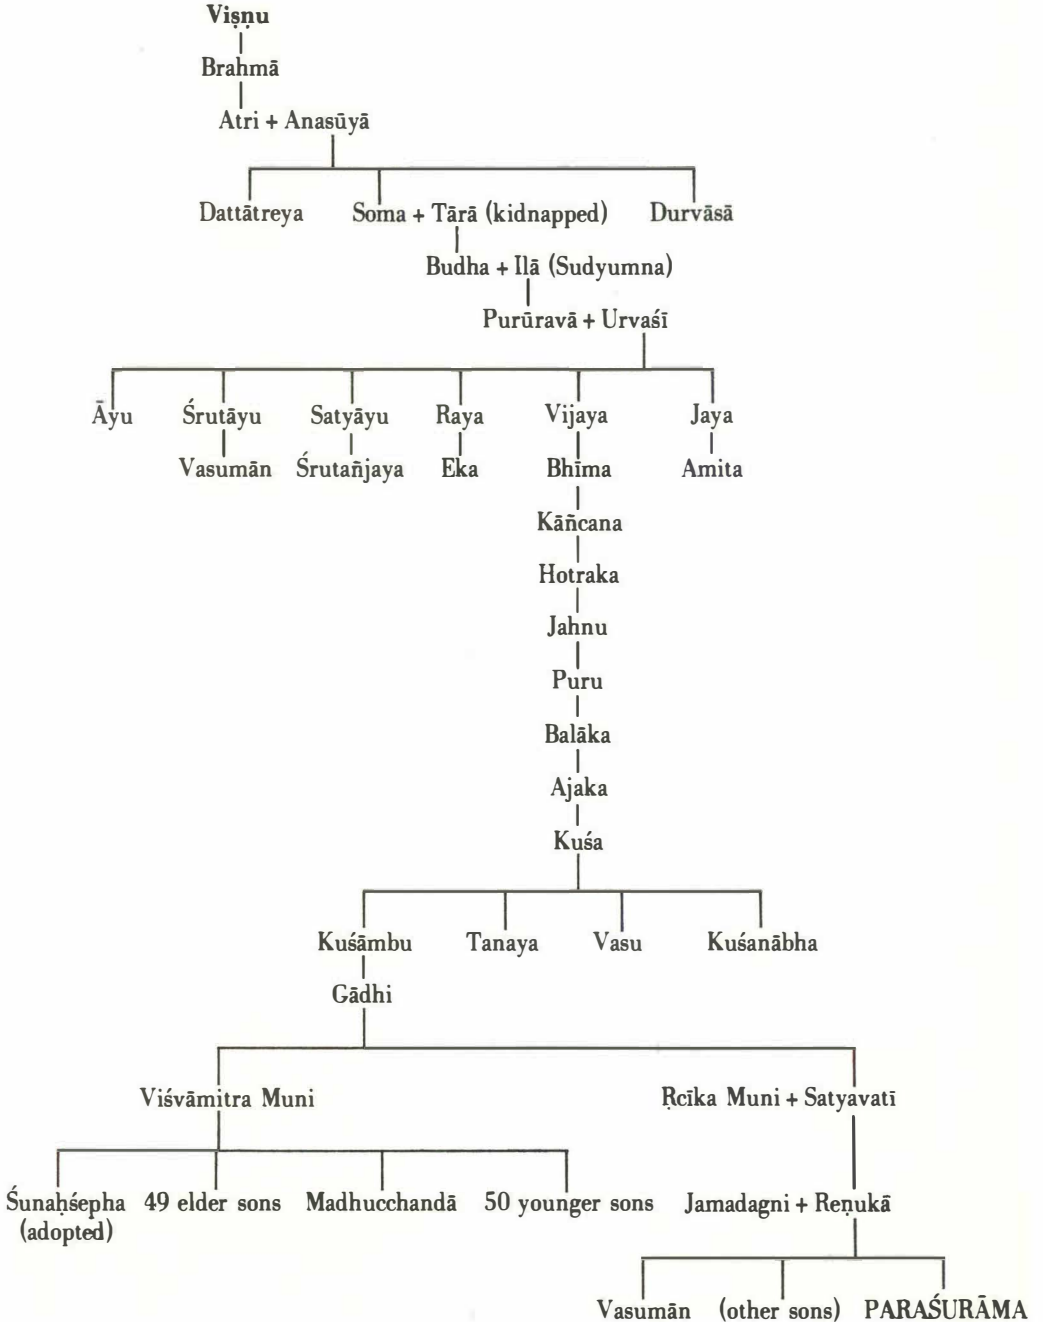 Viṣṇu
Brahmā
Atri + Anasūyā
Dattātreya Soma + Tārā (kidnapped) Durvāsā
Budha + Ilā (Sudyumna)
Purūravā + Urvaśī
Āyu Śrutāyu Satyāyu Raya Vijaya Jaya
Vasumān Śrutañjaya Eka Bhīma Amita
Kāñcana
Hotraka
Jahnu
Puru
Balāka
Ajaka
Kuśa
Kuśāmbu Tanaya Vasu Kuśanābha
Gādhi
Viśvāmitra Muni Ṛcīka Muni + Satyavatī
Śunaḥśepha 49 elder sons Madhucchandā 50 younger sons Jamadagni + Reṇukā
(adopted)
Vasumān (other sons) PARAŚURĀMA